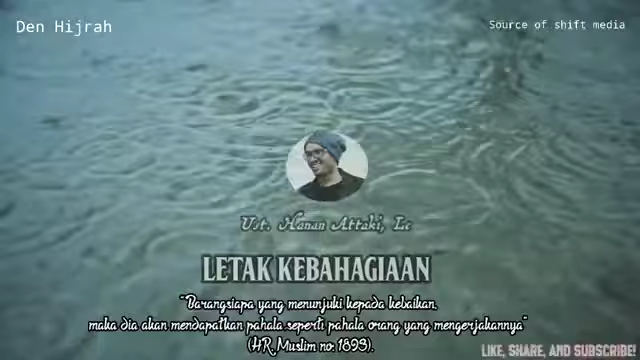 Den Hijrah
Source of shift media
Ust. Hanan Attaki, Lc
LETAK KEBAHAGIAAN
"Barangsiapa yang menunjuki kepada kebaikan,
maka dia akan mendapatkan pahala seperti pahala orang yang mengerjakannya"
(HR. Muslim no: 1893).
LIKE, SHARE, AND SUBSCRIBE!